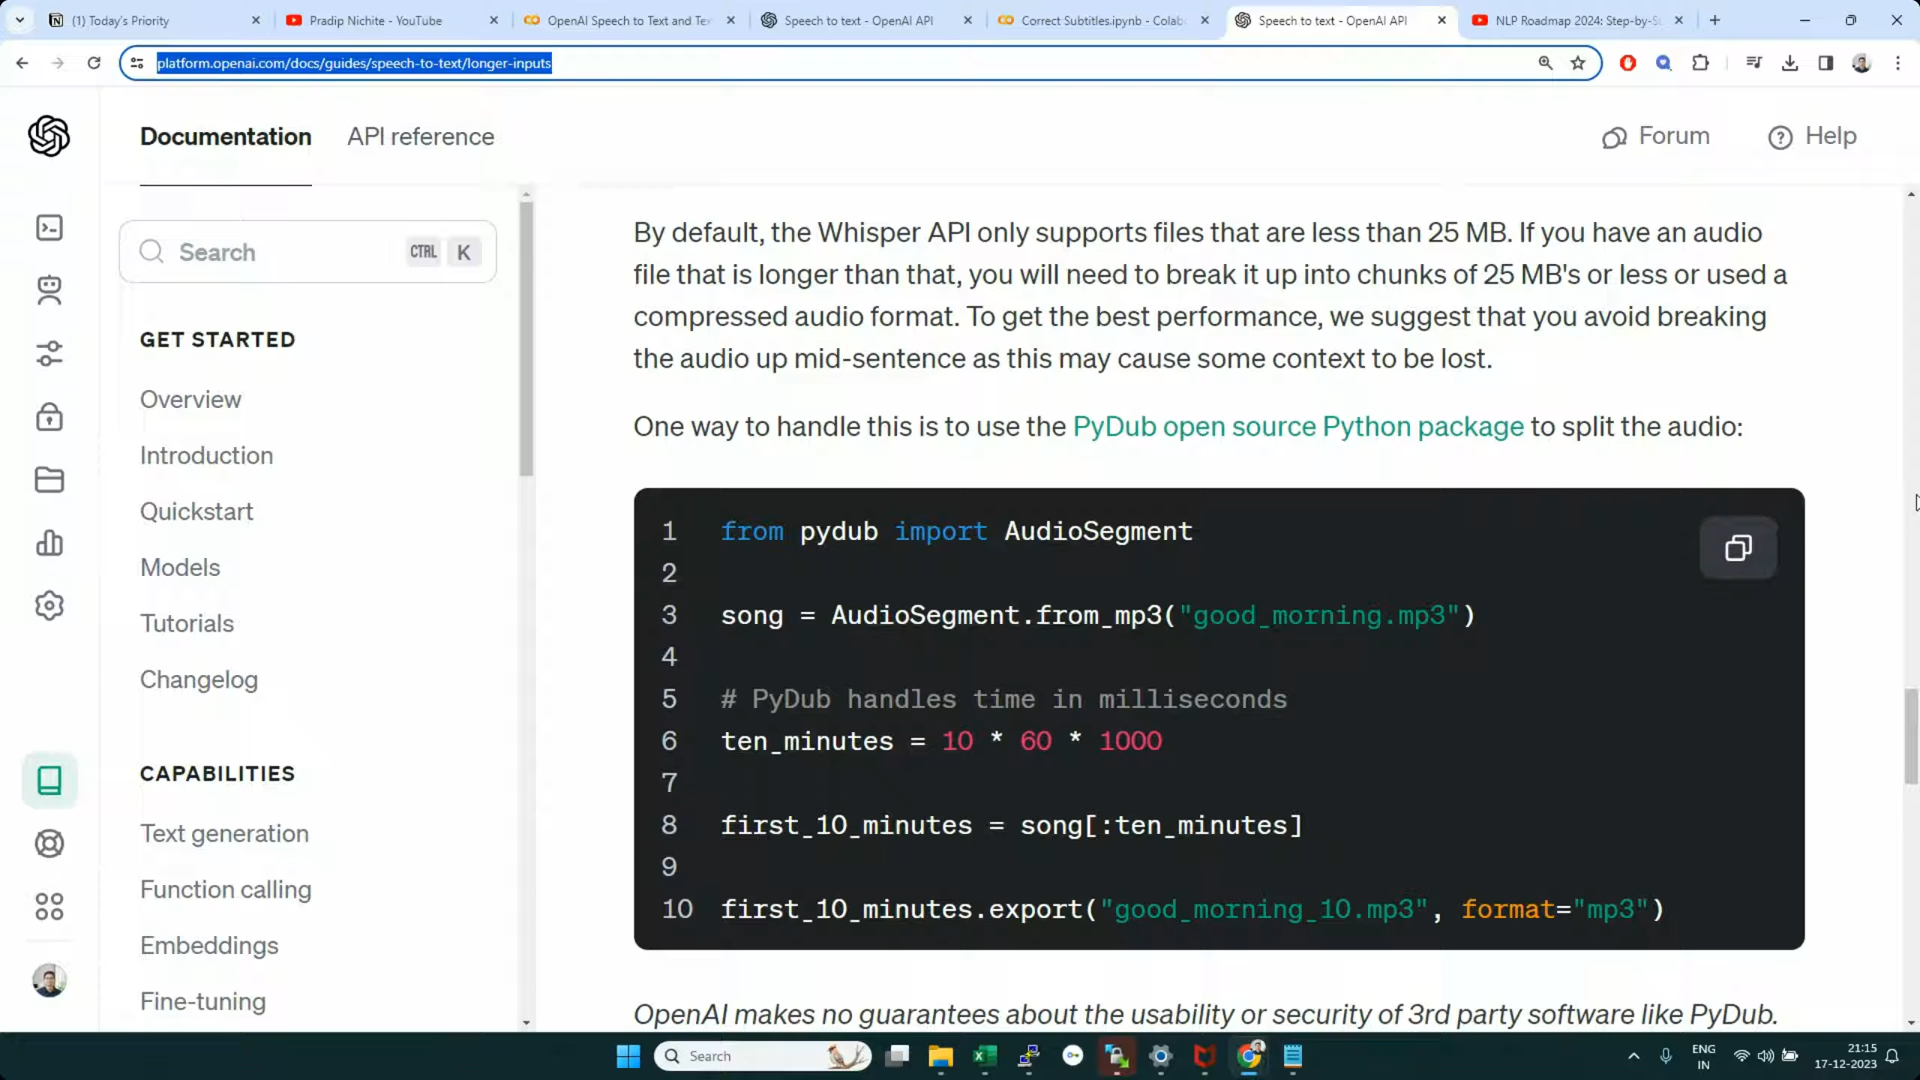 (1) Today's Priority
Pradip Nichite - YouTube
OpenAI Speech to Text and Te
Speech to text - OpenAI API
Correct Subtitles.ipynb - Colab
Speech to text - OpenAI API
NLP Roadmap 2024: Step-by-S
platform.openai.com/docs/guides/speech-to-text/longer-inputs
Documentation
API reference
Forum
Help
Search
CTRL K
GET STARTED
Overview
Introduction
Quickstart
Models
Tutorials
Changelog
CAPABILITIES
Text generation
Function calling
Embeddings
Fine-tuning
By default, the Whisper API only supports files that are less than 25 MB. If you have an audio
file that is longer than that, you will need to break it up into chunks of 25 MB's or less or used a
compressed audio format. To get the best performance, we suggest that you avoid breaking
the audio up mid-sentence as this may cause some context to be lost.
One way to handle this is to use the PyDub open source Python package to split the audio:
1 from pydub import AudioSegment
2
3 song = AudioSegment.from_mp3("good_morning.mp3")
4
5 # PyDub handles time in milliseconds
6 ten_minutes = 10 * 60 * 1000
7
8 first_10_minutes = song[:ten_minutes]
9
10 first_10_minutes.export("good_morning_10.mp3", format="mp3")
OpenAI makes no guarantees about the usability or security of 3rd party software like PyDub.
Search
ENG
IN
21:15
17-12-2023